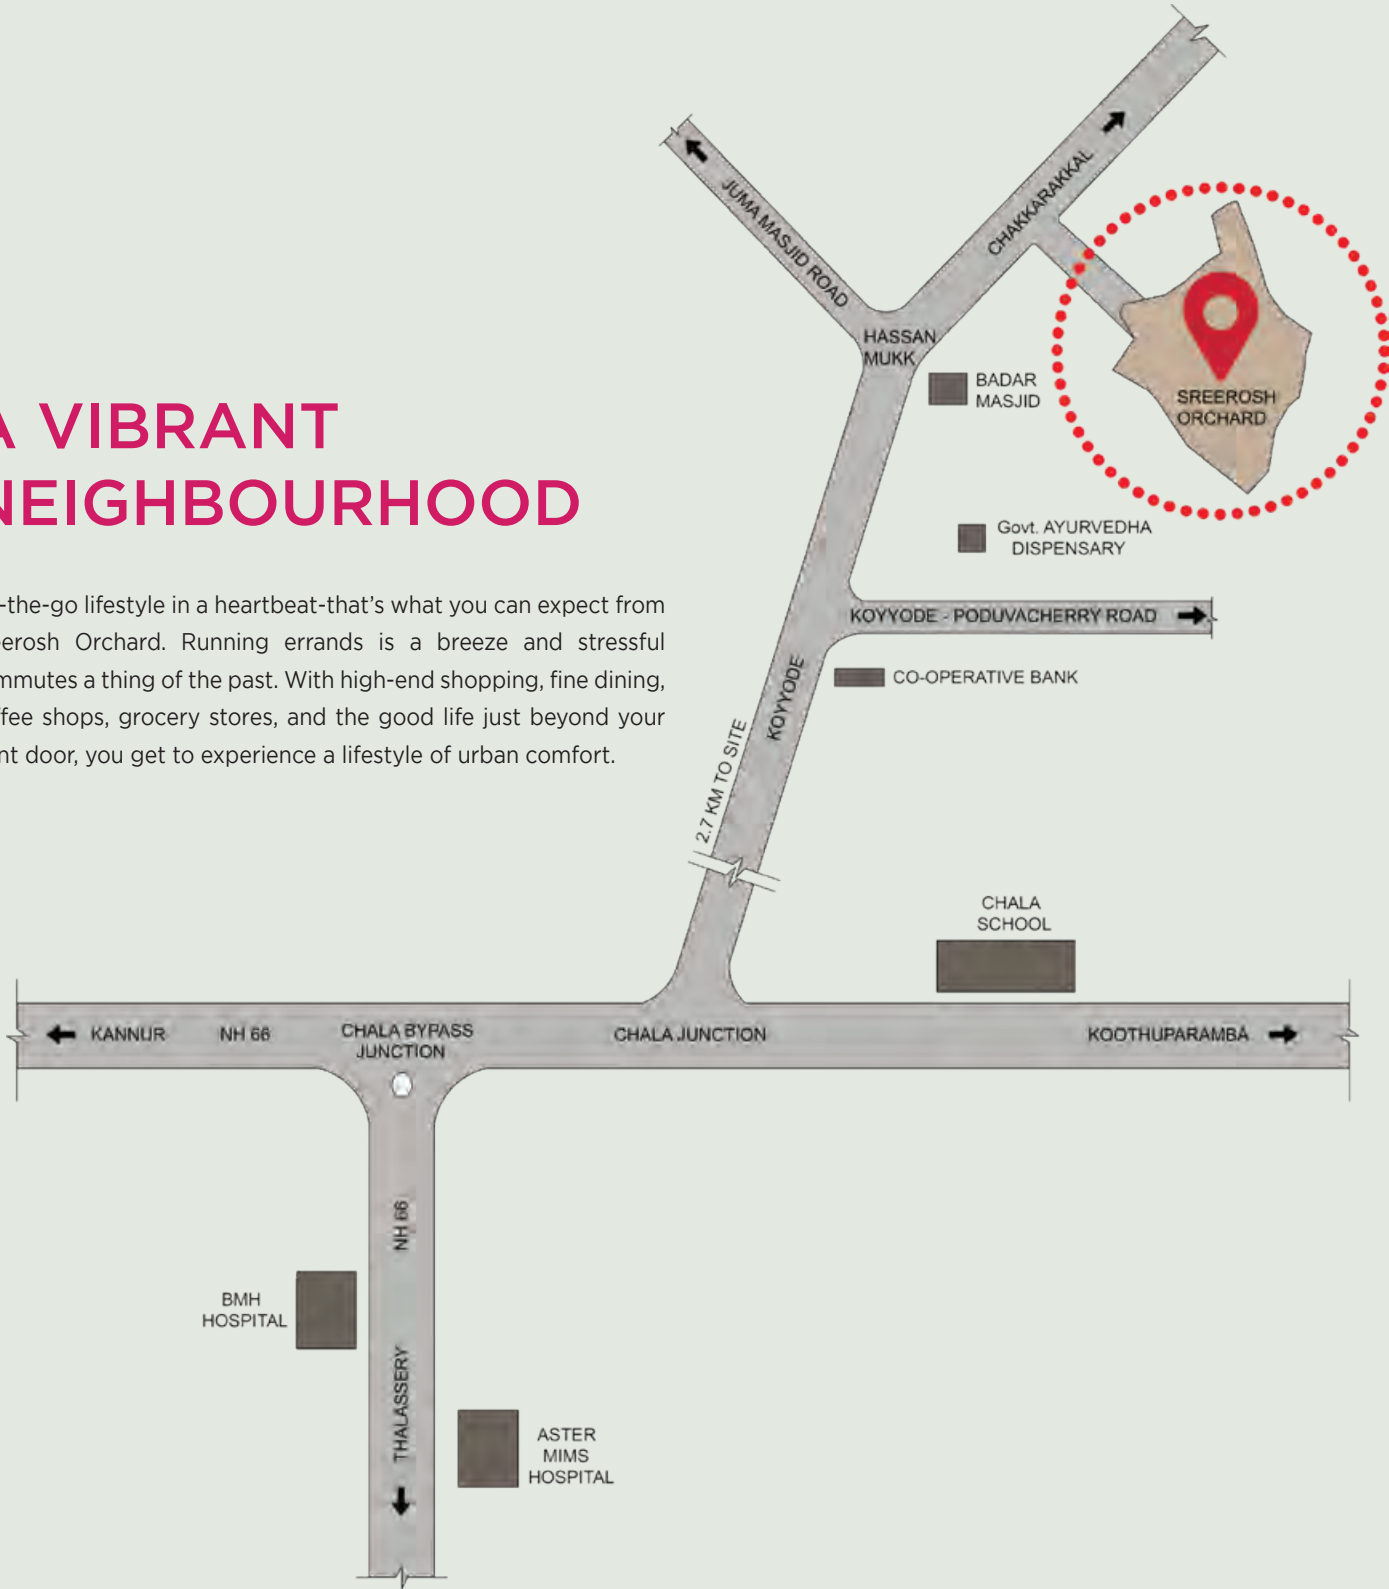 A VIBRANT
NEIGHBOURHOOD
-the-go lifestyle in a heartbeat-that's what you can expect from
erosh Orchard. Running errands is a breeze and stressful
mmutes a thing of the past. With high-end shopping, fine dining,
ffee shops, grocery stores, and the good life just beyond your
nt door, you get to experience a lifestyle of urban comfort.
JUMA MASJID ROAD
CHAKKARAKKAL
HASSAN
MUKK
BADAR
MASJID
SREEROSH
ORCHARD
Govt. AYURVEDHA
DISPENSARY
KOYYODE - PODUVACHERRY ROAD
CO-OPERATIVE BANK
KOYYODE
2.7 KM TO SITE
CHALA
SCHOOL
KANNUR
NH 66
CHALA BYPASS
JUNCTION
CHALA JUNCTION
KOOTHUPARAMBA
NH 66
BMH
HOSPITAL
THALASSERY
ASTER
MIMS
HOSPITAL